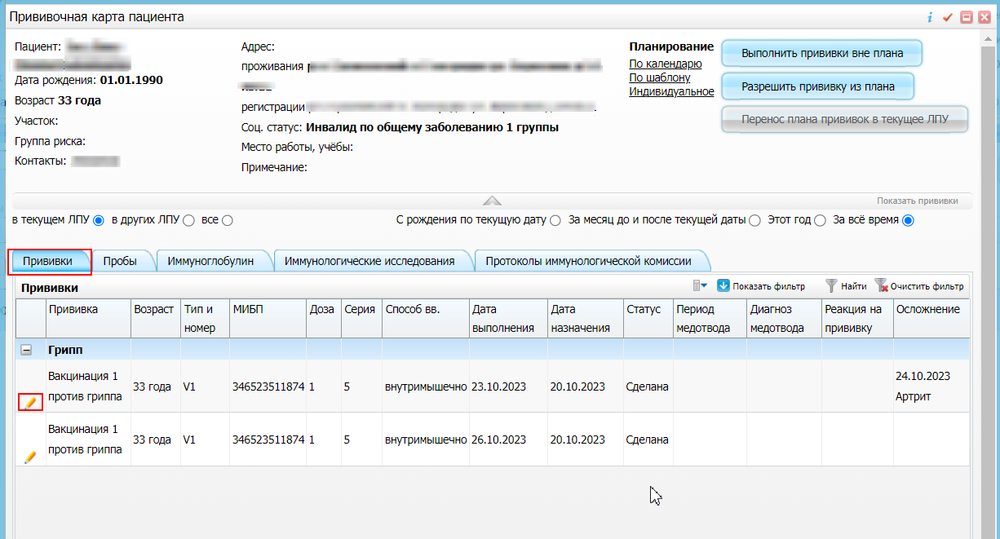 Прививочная карта пациента
Пациент:
Дата рождения: 01.01.1990
Возраст 33 года
Участок:
Группа риска:
Контакты:
Адрес:
проживания
регистрации
Соц. статус: Инвалид по общему заболеванию 1 группы
Место работы, учёбы:
Примечание:
Планирование
По календарю
По шаблону
Индивидуальное
Выполнить прививки вне плана
Разрешить прививку из плана
Перенос плана прививок в текущее ЛПУ
Показать прививки
в текущем ЛПУ в других ЛПУ все
С рождения по текущую дату За месяц до и после текущей даты Этот год За всё время
Прививки Пробы Иммуноглобулин Иммунологические исследования Протоколы иммунологической комиссии
Прививки Показать фильтр Найти Очистить фильтр
Прививка Возраст Тип и номер МИБП Доза Серия Способ вв. Дата выполнения Дата назначения Статус Период медотвода Диагноз медотвода Реакция на прививку Осложнение
Грипп
Вакцинация 1 против гриппа 33 года V1 346523511874 1 5 внутримышечно 23.10.2023 20.10.2023 Сделана 24.10.2023 Артрит
Вакцинация 1 против гриппа 33 года V1 346523511874 1 5 внутримышечно 26.10.2023 20.10.2023 Сделана